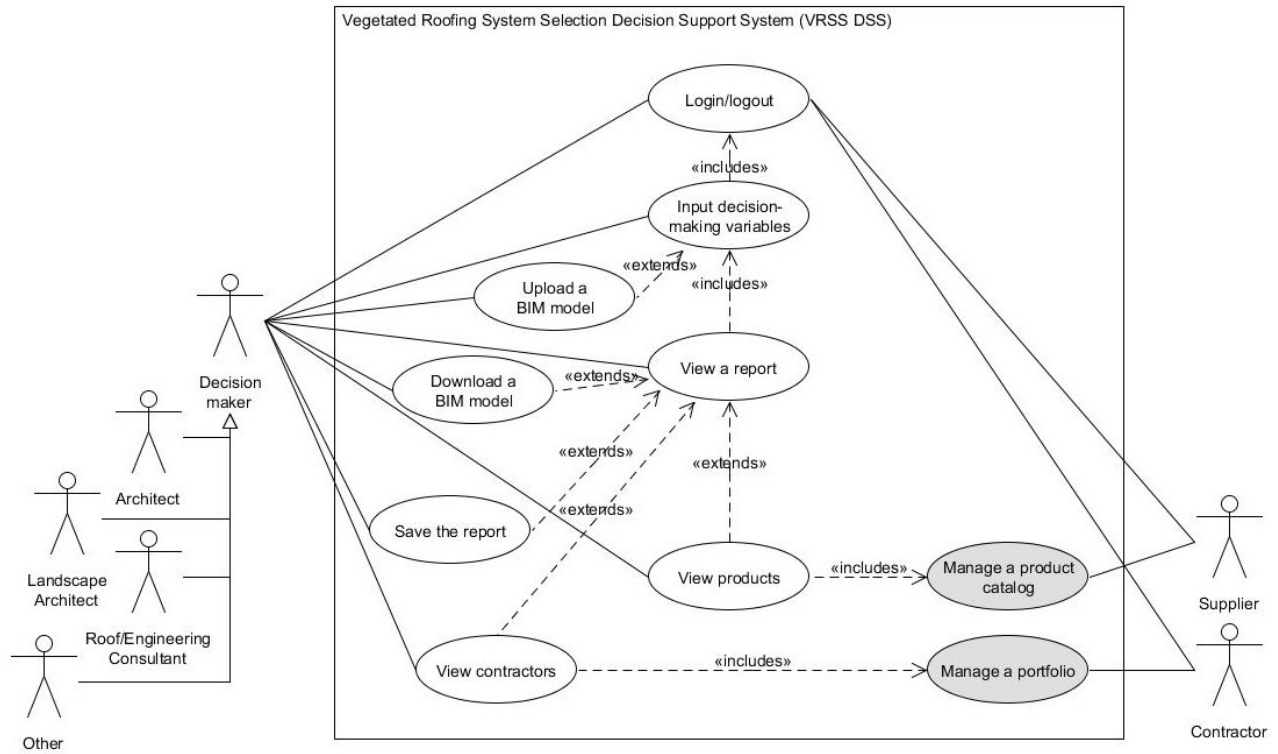 Vegetated Roofing System Selection Decision Support System (VRSS DSS)
Login/logout
«includes»
Input decision-
making variables
«extends»
«includes»
Upload a
BIM model
Decision
maker
View a report
Download a
BIM model
«extends»
«extends»
«extends»
«extends»
Architect
Save the report
Landscape
Architect
Roof/Engineering
Consultant
View products
«includes»
Manage a product
catalog
Supplier
View contractors
«includes»
Manage a portfolio
Contractor
Other